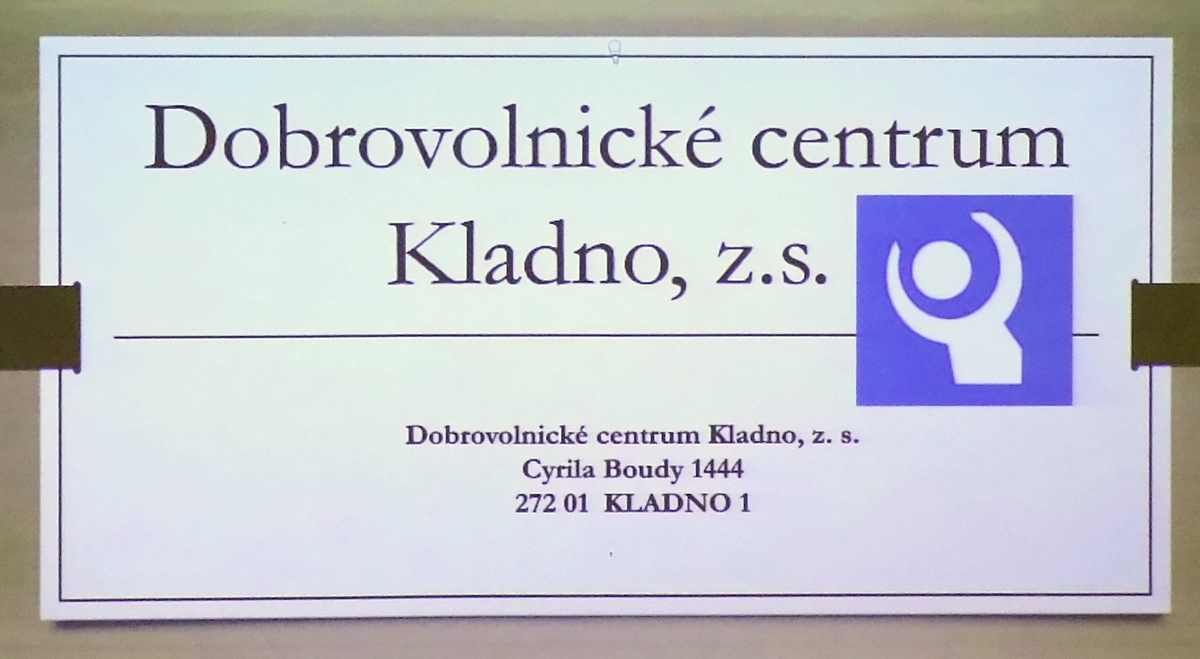 Dobrovolnické centrum
Kladno, z.s.
Dobrovolnické centrum Kladno, z. s.
Cyrila Boudy 1444
272 01 KLADNO 1